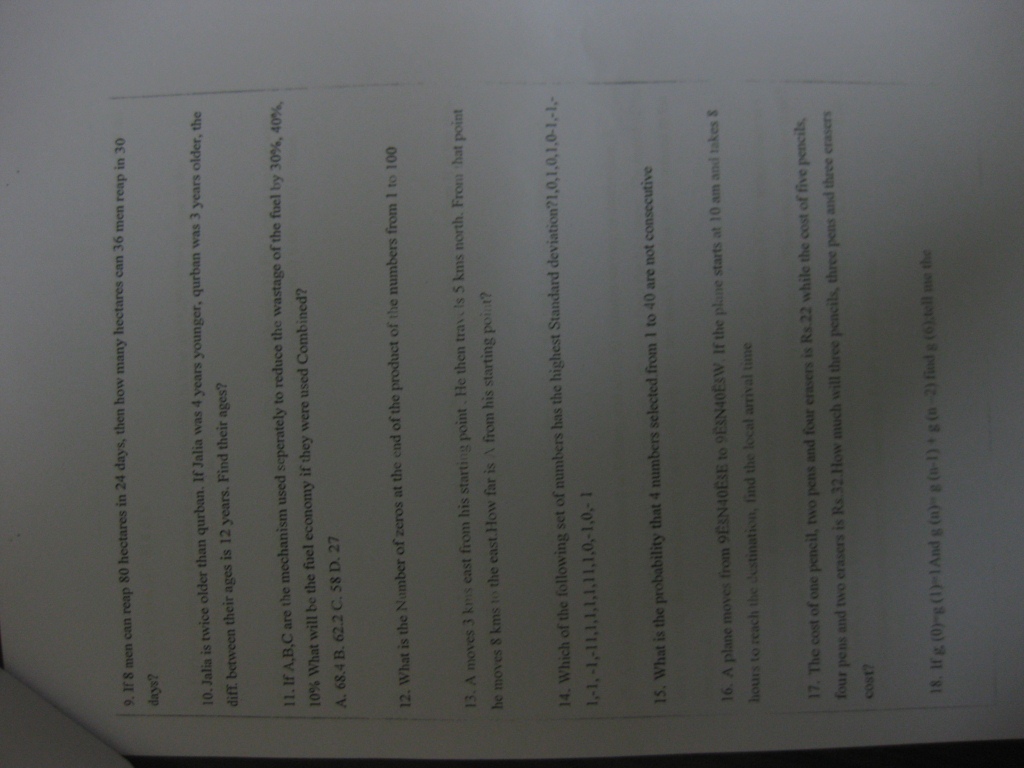 9. If 8 men can reap 80 hectares in 24 days, then how many hectares can 36 men reap in 30
days?
10. Jalia is twice older than qurban. If Jalia was 4 years younger, qurban was 3 years older, the
diff. between their ages is 12 years. Find their ages?
11. If A,B,C are the mechanism used seperately to reduce the wastage of the fuel by 30%, 40%,
10% What will be the fuel economy if they were used Combined?
A. 68.4 B. 62.2 C. 58 D. 27
12. What is the Number of zeros at the end of the product of the numbers from 1 to 100
13. A moves 3 kms east from his starting point . He then travels 5 kms north. From that point
he moves 8 kms to the east.How far is A from his starting point?
14. Which of the following set of numbers has the highest Standard deviation?1,0,1,0,1,0-1,-1,-
1,-1, -1,-11,1,1,1,1,11,0,-1,0,- 1
15. What is the probability that 4 numbers selected from 1 to 40 are not consecutive
16. A plane moves from to If the plane starts at 10 am and takes 8
hours to reach the destination, find the local arrival time
17. The cost of one pencil, two pens and four erasers is Rs.22 while the cost of five pencils,
four pens and two erasers is Rs.32.How much will three pencils, three pens and three erasers
cost?
18. If g (0)=g (1)=1And g (n)= g (n-1) + g (n –2) find g (6).tell me the